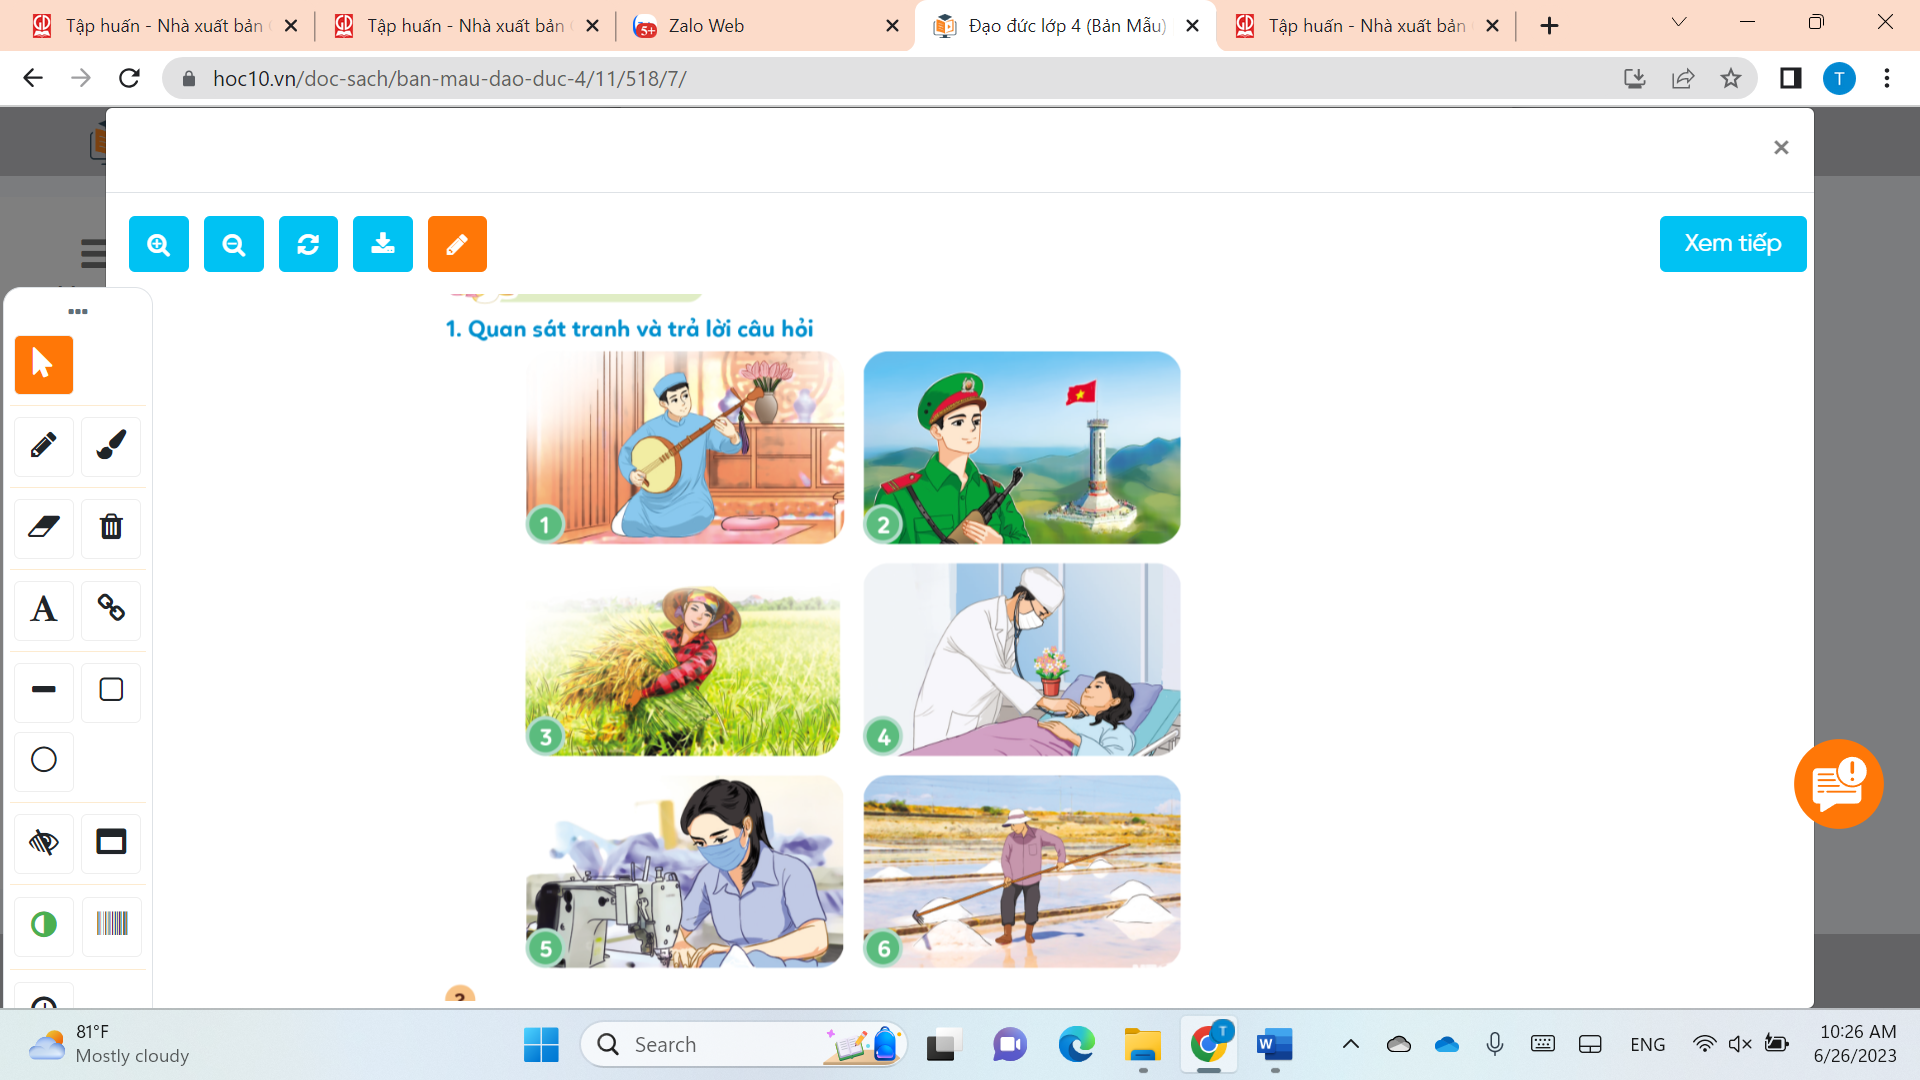 Tập huấn - Nhà xuất bản
Tập huấn - Nhà xuất bản
5+
Zalo Web
Đạo đức lớp 4 (Bản Mẫu)
Tập huấn - Nhà xuất bản
hoc10.vn/doc-sach/ban-mau-dao-duc-4/11/518/7/
T
Xem tiếp
1. Quan sát tranh và trả lời câu hỏi
1
2
3
4
5
6
A
81°F
Mostly cloudy
Search
T
W
ENG
10:26 AM
6/26/2023